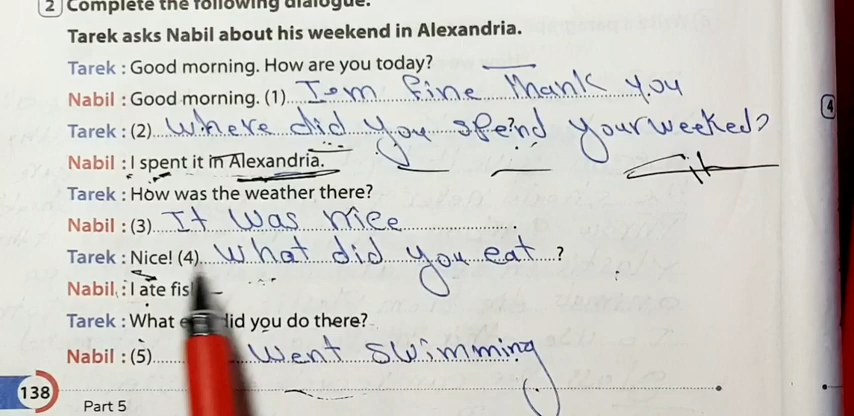 2 Complete the following dialogue.
Tarek asks Nabil about his weekend in Alexandria.
Tarek : Good morning. How are you today?
Nabil : Good morning. (1) I am fine thank you
Tarek : (2) Where did you spend your weeked?
Nabil : I spent it in Alexandria.
Tarek : How was the weather there?
Nabil : (3) It was nice
Tarek : Nice! (4) What did you eat ?
Nabil : I ate
Tarek : What did you do there?
Nabil : (5) went swimming
138
Part 5
4